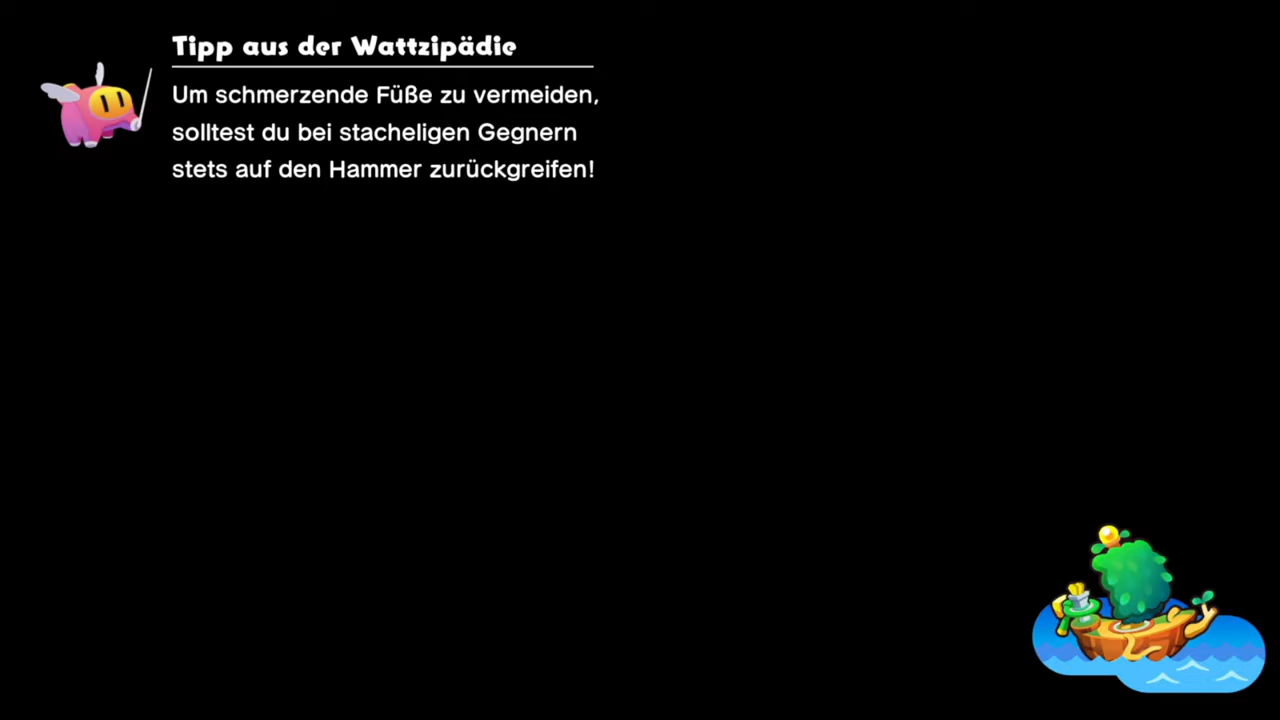 Tipp aus der Wattzipädie
Um schmerzende Füße zu vermeiden,
solltest du bei stacheligen Gegnern
stets auf den Hammer zurückgreifen!